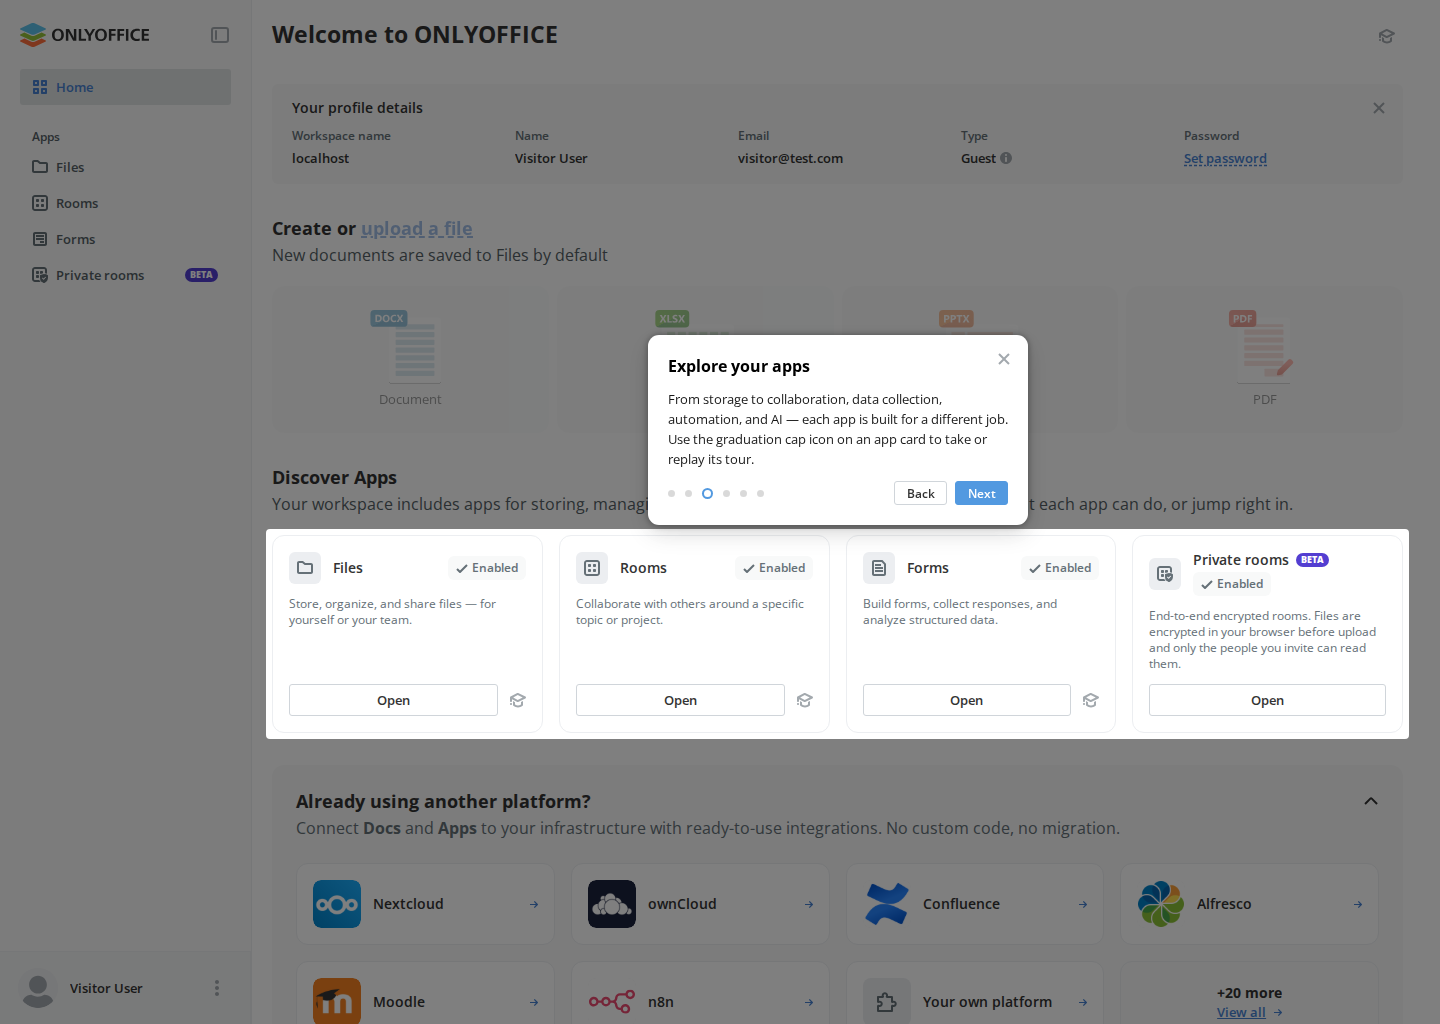 ONLYOFFICE
Welcome to ONLYOFFICE
Home
Apps
Files
Rooms
Forms
Private rooms BETA
Your profile details
Workspace name Name Email Type Password
localhost Visitor User visitor@test.com Guest Set password
Create or upload a file
New documents are saved to Files by default
DOCX XLSX PPTX PDF
Document PDF
Explore your apps
From storage to collaboration, data collection,
automation, and AI — each app is built for a different job.
Use the graduation cap icon on an app card to take or
replay its tour.
Back Next
Discover Apps
Your workspace includes apps for storing, t each app can do, or jump right in.
Files Enabled
Store, organize, and share files — for
yourself or your team.
Open
Rooms Enabled
Collaborate with others around a specific
topic or project.
Open
Forms Enabled
Build forms, collect responses, and
analyze structured data.
Open
Private rooms BETA
Enabled
End-to-end encrypted rooms. Files are
encrypted in your browser before upload
and only the people you invite can read
them.
Open
Already using another platform?
Connect Docs and Apps to your infrastructure with ready-to-use integrations. No custom code, no migration.
Nextcloud ownCloud Confluence Alfresco
Moodle n8n Your own platform +20 more
View all
Visitor User